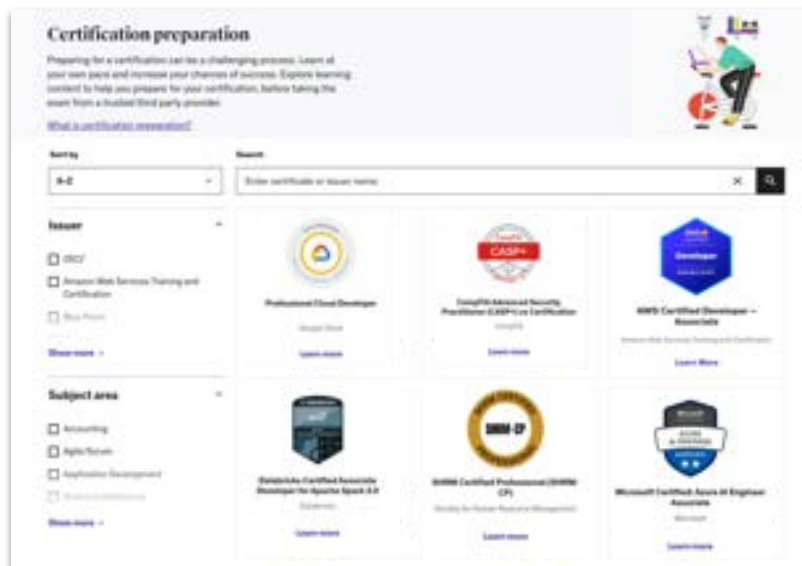 Certification preparation
Preparing for a certification can be a challenging process. Learn at
your own pace and increase your chances of success. Explore learning
content to help you prepare for your certification, before taking the
exam from a trusted third party provider.
What is certification preparation?
Sort by
Search
A-Z
Enter certificate or issuer name
Issuer
Amazon Web Services Training and
Certification
Blue Prism
Show more
Subject area
Accounting
Agile/Scrum
Application Development
Show more
Professional Cloud Developer
Google Cloud
Learn more
CASP+
CompTIA Advanced Security
Practitioner (CASP+) Certification
CompTIA
Learn more
Developer
AWS Certified Developer –
Associate
Amazon Web Services Training and Certification
Learn More
Databricks Certified Associate
Developer for Apache Spark 3.0
Databricks
Learn more
SHRM-CP
SHRM Certified Professional (SHRM-
CP)
Society for Human Resource Management
Learn more
Microsoft Certified: Azure AI Engineer
Associate
Microsoft
Learn more